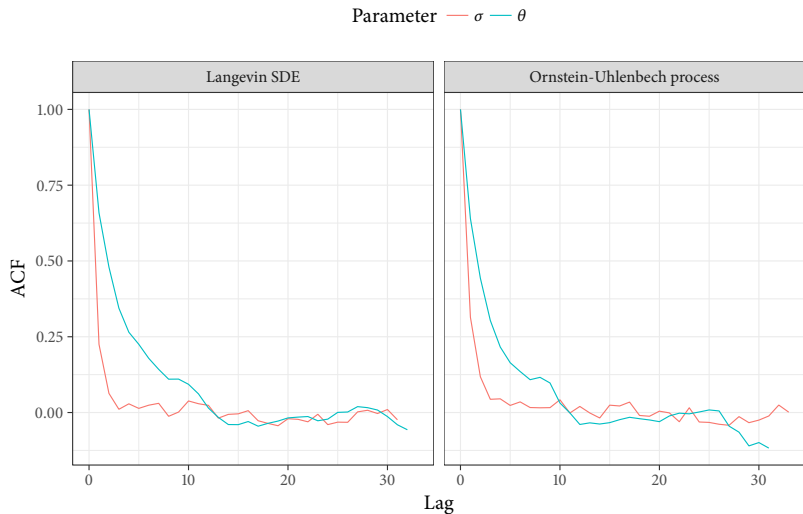 Parameter σ θ
Langevin SDE Ornstein-Uhlenbech process
1.00
0.75
0.50
0.25
0.00
ACF
0 10 20 30 0 10 20 30
Lag